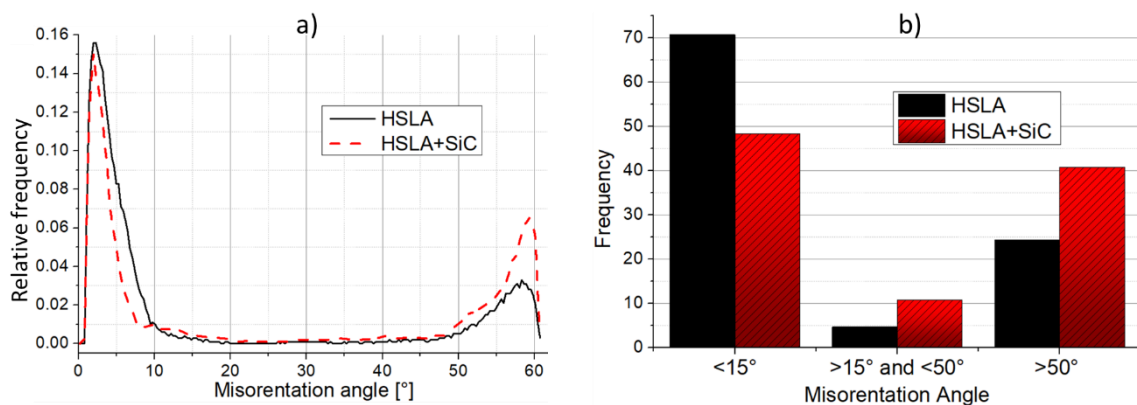 a)
0.16
0.14
0.12
0.10
0.08
0.06
0.04
0.02
0.00
Relative frequency
HSLA
HSLA+SiC
0 10 20 30 40 50 60
Misorentation angle [°]
b)
70
60
50
40
30
20
10
0
Frequency
HSLA
HSLA+SiC
<15° >15° and <50° >50°
Misorentation Angle